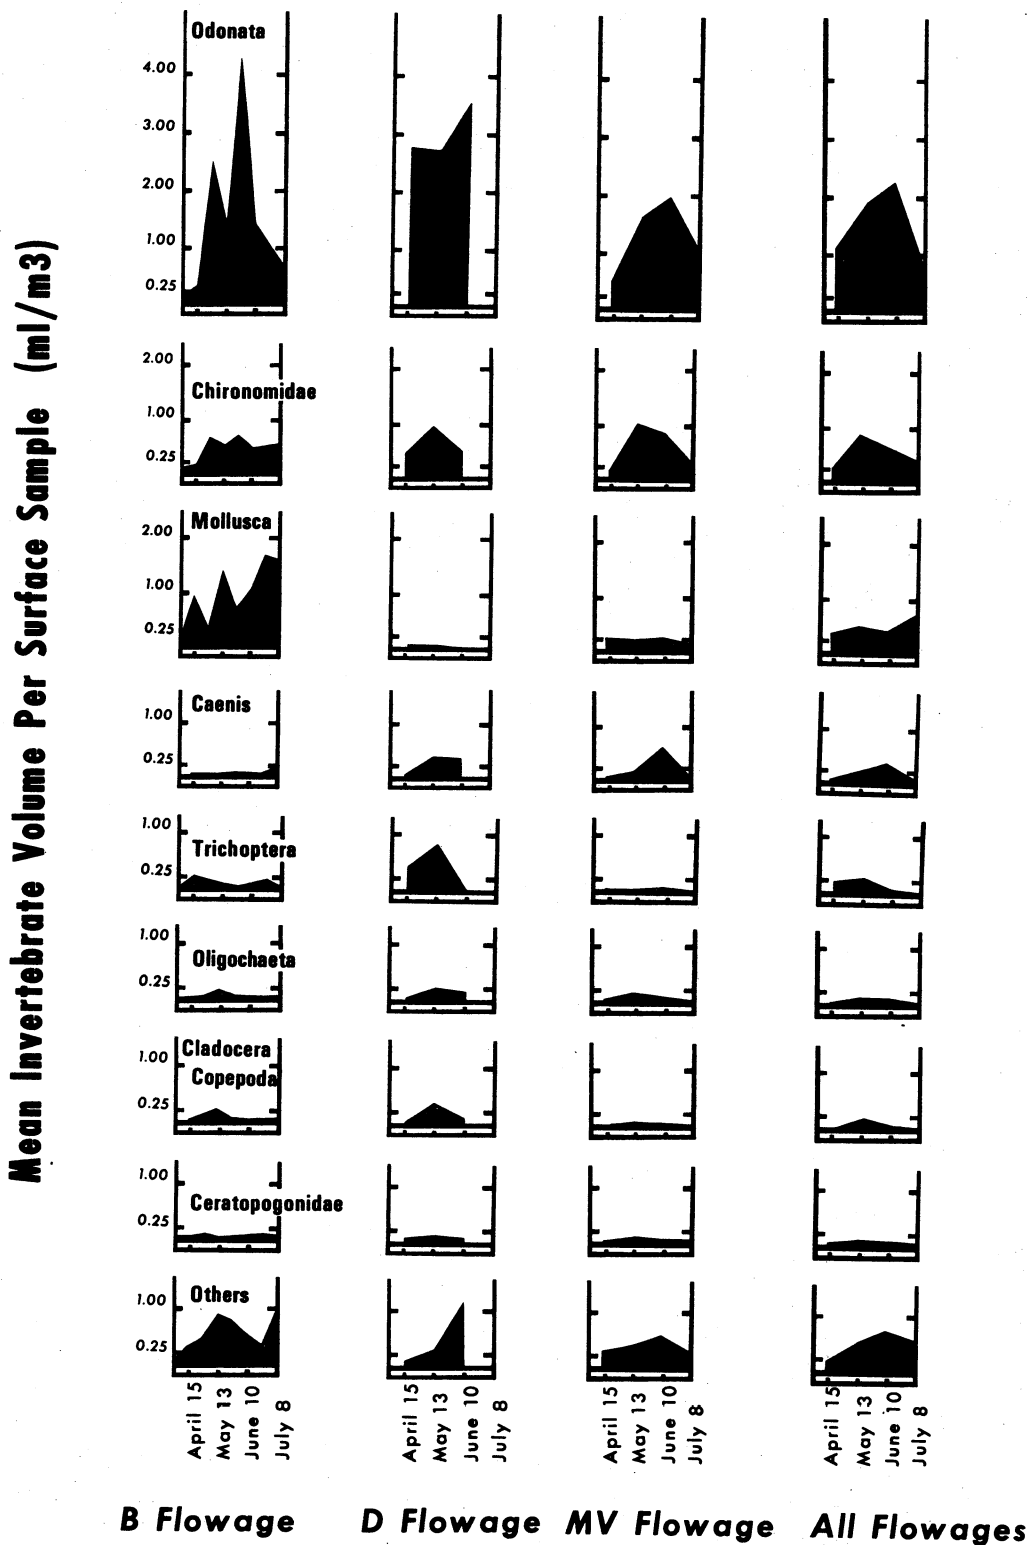 Mean Invertebrate Volume Per Surface Sample (ml/m3)
Odonata
4.00
3.00
2.00
1.00
0.25
2.00
Chironomidae
1.00
0.25
Mollusca
2.00
1.00
0.25
Caenis
1.00
0.25
1.00
Trichoptera
0.25
1.00
Oligochaeta
0.25
Cladocera
1.00
Copepoda
0.25
1.00
Ceratopogonidae
0.25
Others
1.00
0.25
April 15
May 13
June 10
July 8
April 15
May 13
June 10
July 8
April 15
May 13
June 10
July 8
April 15
May 13
June 10
July 8
B Flowage
D Flowage
MV Flowage
All Flowages